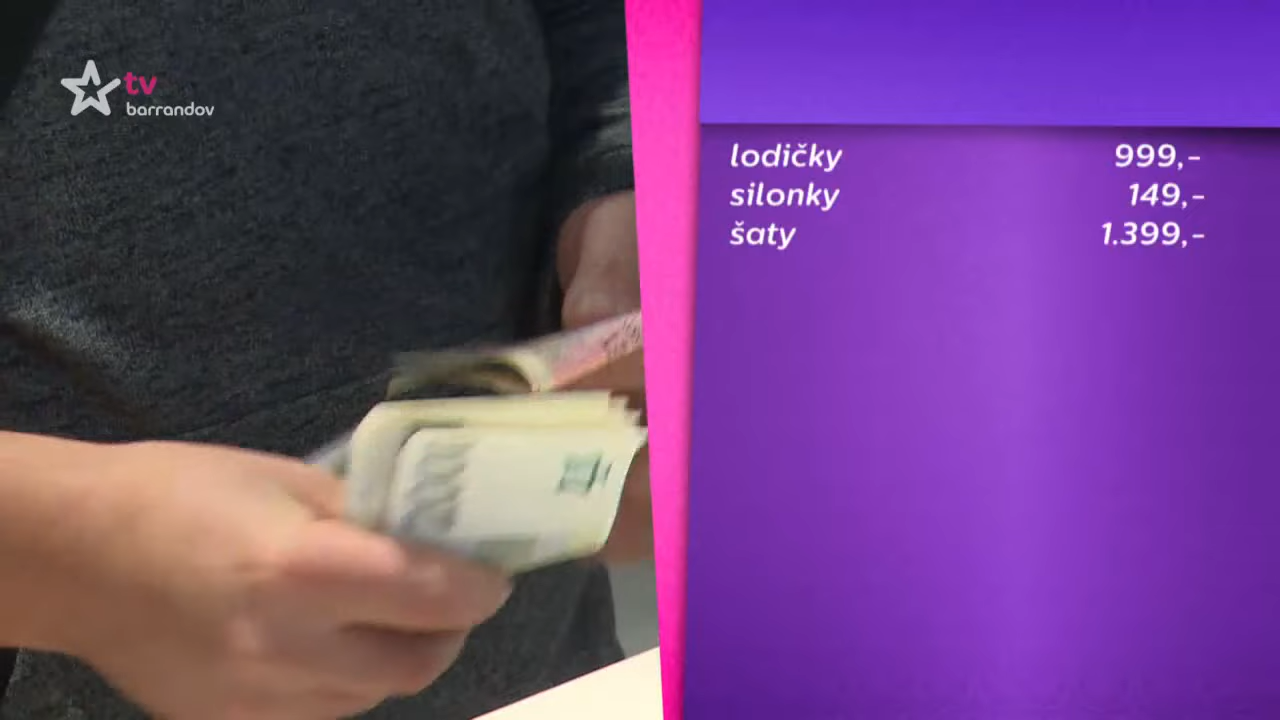 tv
barrandov
lodičky 999,-
silonky 149,-
šaty 1.399,-